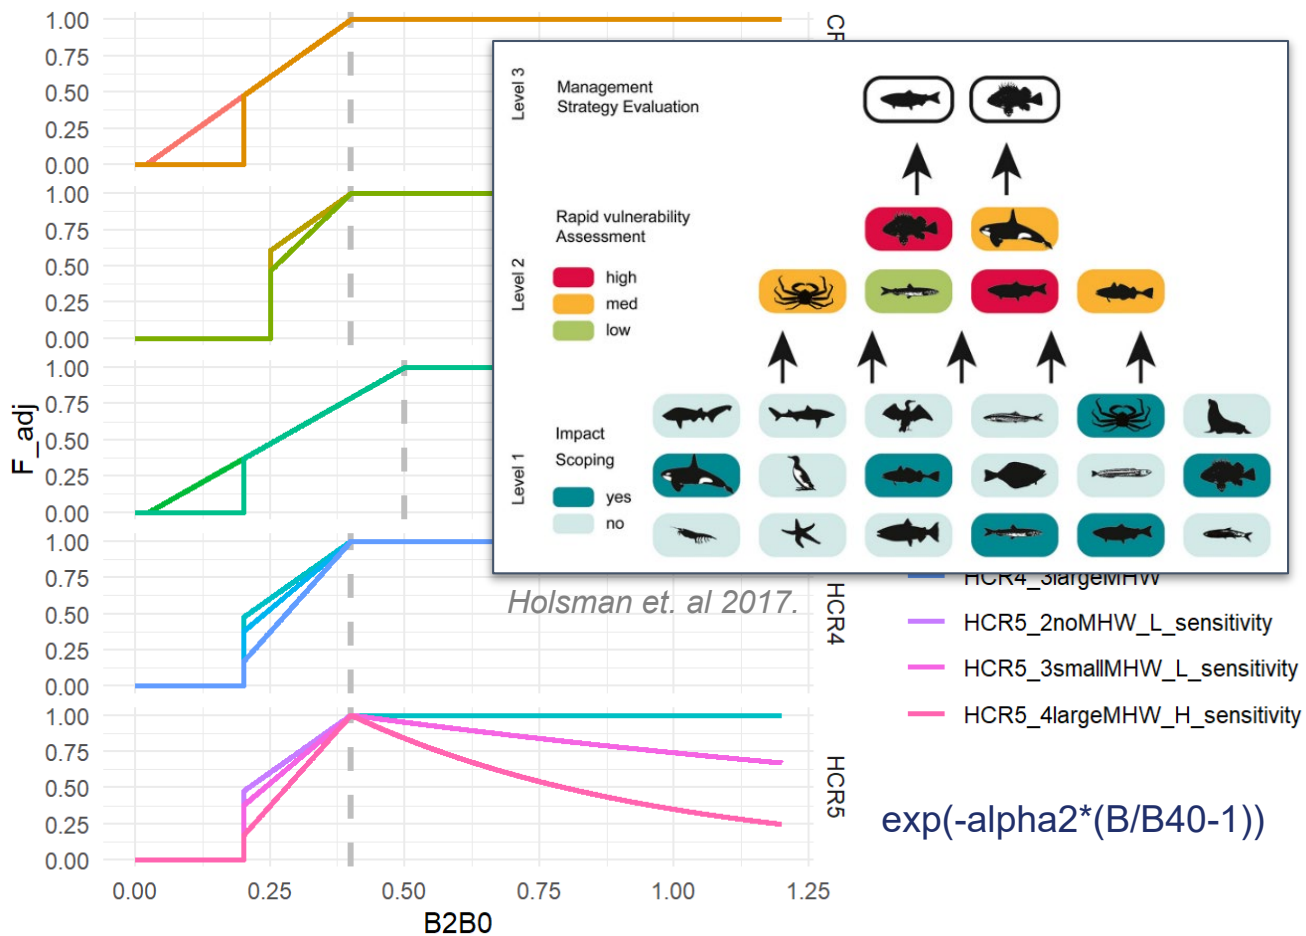 1.00
0.75
0.50
0.25
0.00
1.00
0.75
0.50
0.25
0.00
1.00
0.75
0.50
0.25
0.00
1.00
0.75
0.50
0.25
0.00
1.00
0.75
0.50
0.25
0.00
F_adj
0.00
0.25
0.50
0.75
1.00
1.25
B2B0
HCR4
HCR5
Level 3
Management
Strategy Evaluation
Level 2
Rapid vulnerability
Assessment
high
med
low
Level 1
Impact
Scoping
yes
no
Holsman et. al 2017.
HCR4_3largeMHW
HCR5_2noMHW_L_sensitivity
HCR5_3smallMHW_L_sensitivity
HCR5_4largeMHW_H_sensitivity
exp(-alpha2*(B/B40-1))